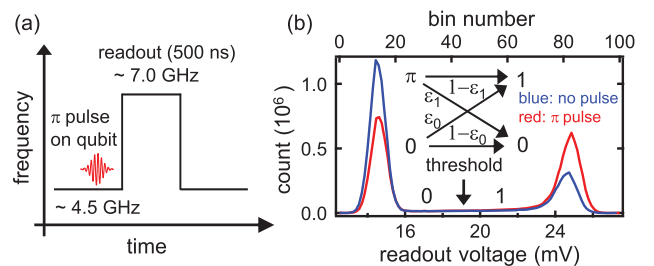 (a)
readout (500 ns)
~ 7.0 GHz
π pulse
on qubit
~ 4.5 GHz
frequency
time
(b)
bin number
0 20 40 60 80 100
1.0
0.5
0.0
count (10⁶)
π 1−ε₁ 1
ε₁
ε₀
0 1−ε₀ 0
blue: no pulse
red: π pulse
threshold
0 1
16 20 24
readout voltage (mV)